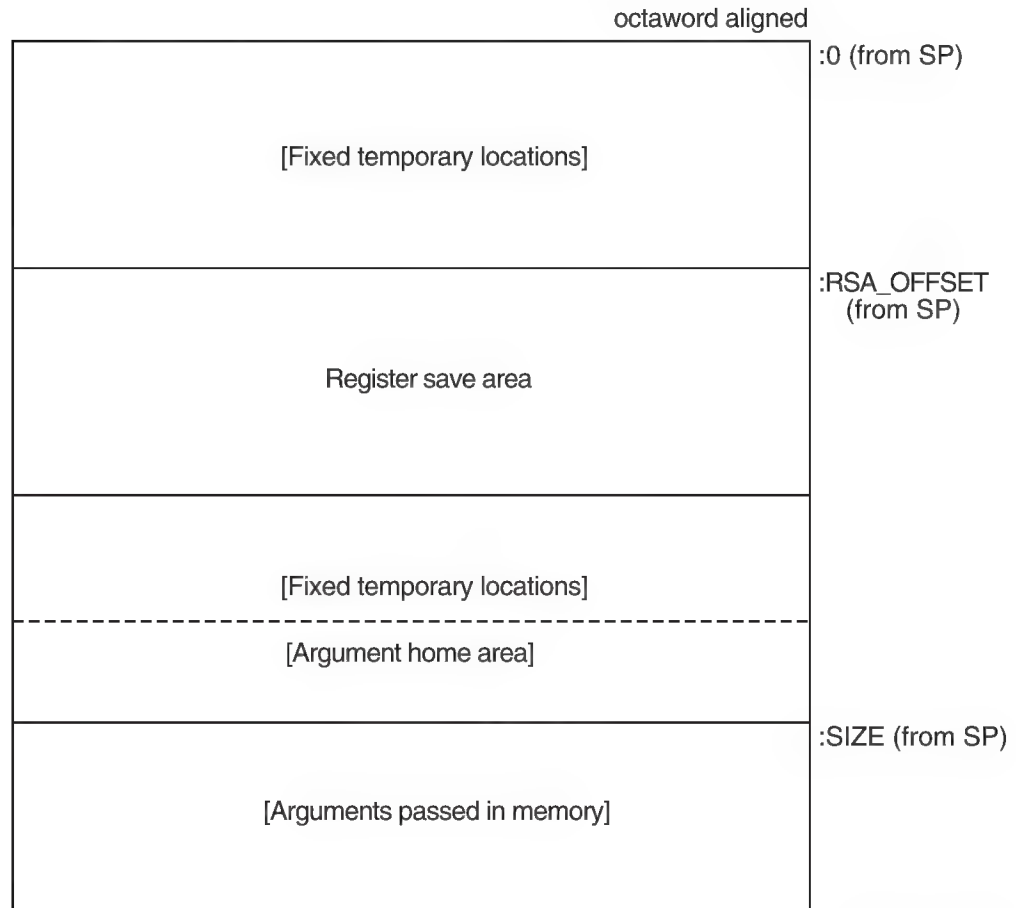 octaword aligned
:0 (from SP)
[Fixed temporary locations]
:RSA_OFFSET
(from SP)
Register save area
[Fixed temporary locations]
[Argument home area]
:SIZE (from SP)
[Arguments passed in memory]